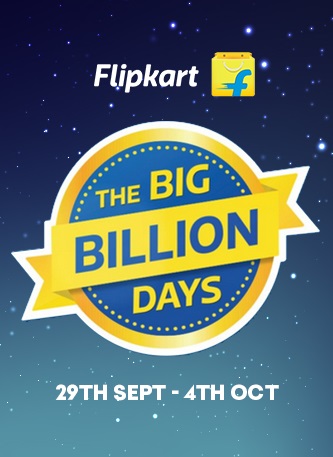 Flipkart
THE BIG
BILLION
DAYS
29TH SEPT - 4TH OCT